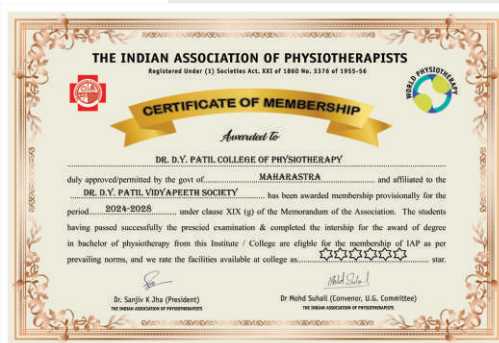 THE INDIAN ASSOCIATION OF PHYSIOTHERAPISTS
Registered Under (1) Societies Act. XXI of 1860 No. 3376 of 1955-56
WORLD PHYSIOTHERAPY
CERTIFICATE OF MEMBERSHIP
Awarded to
DR. D.Y. PATIL COLLEGE OF PHYSIOTHERAPY
duly approved/permitted by the govt of MAHARASTRA and affiliated to the
DR. D.Y. PATIL VIDYAPEETH SOCIETY has been awarded membership provisionally for the
period 2024-2028 under clause XIX (g) of the Memorandum of the Association. The students
having passed successfully the prescied examination & completed the intership for the award of degree
in bachelor of physiotherapy from this Institute / College are eligible for the membership of IAP as per
prevailing norms, and we rate the facilities available at college as star.
Dr. Sanjiv K Jha (President)
THE INDIAN ASSOCIATION OF PHYSIOTHERAPISTS
Dr Mohd Suhail (Convenor, U.G. Committee)
THE INDIAN ASSOCIATION OF PHYSIOTHERAPISTS